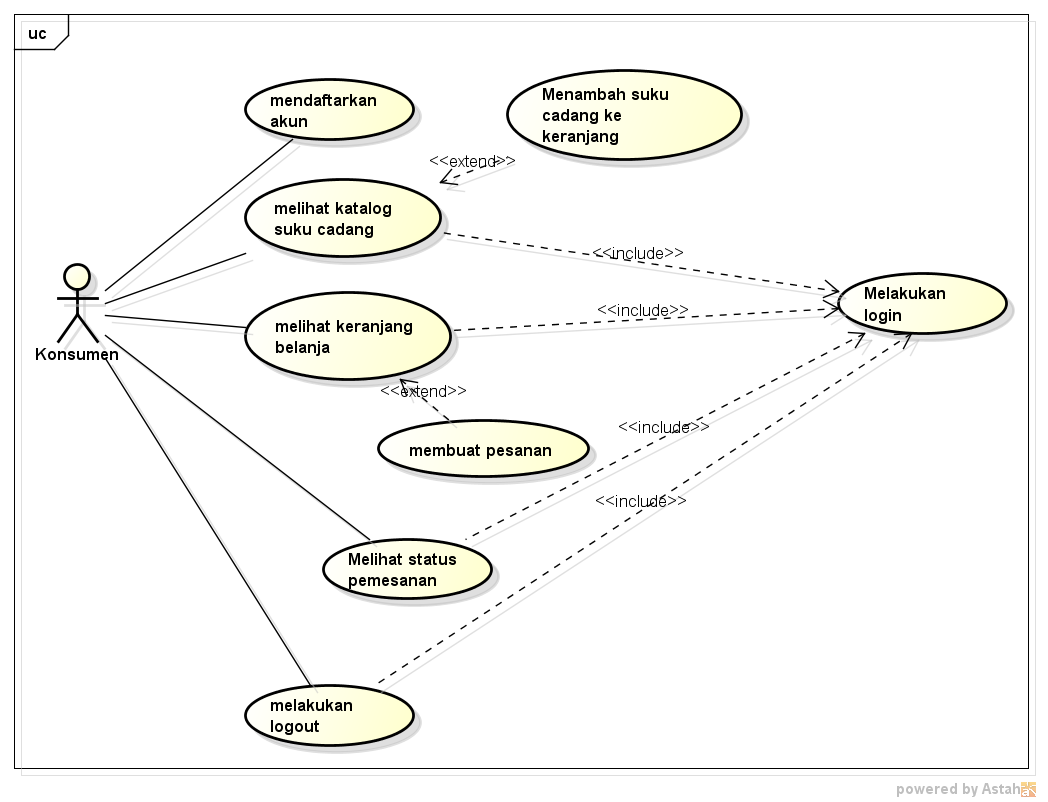 uc
mendaftarkan
akun
Menambah suku
cadang ke
keranjang
<<extend>>
melihat katalog
suku cadang
<<include>>
Melakukan
login
<<include>>
melihat keranjang
belanja
Konsumen
<<extend>>
<<include>>
membuat pesanan
<<include>>
Melihat status
pemesanan
melakukan
logout
powered by Astah